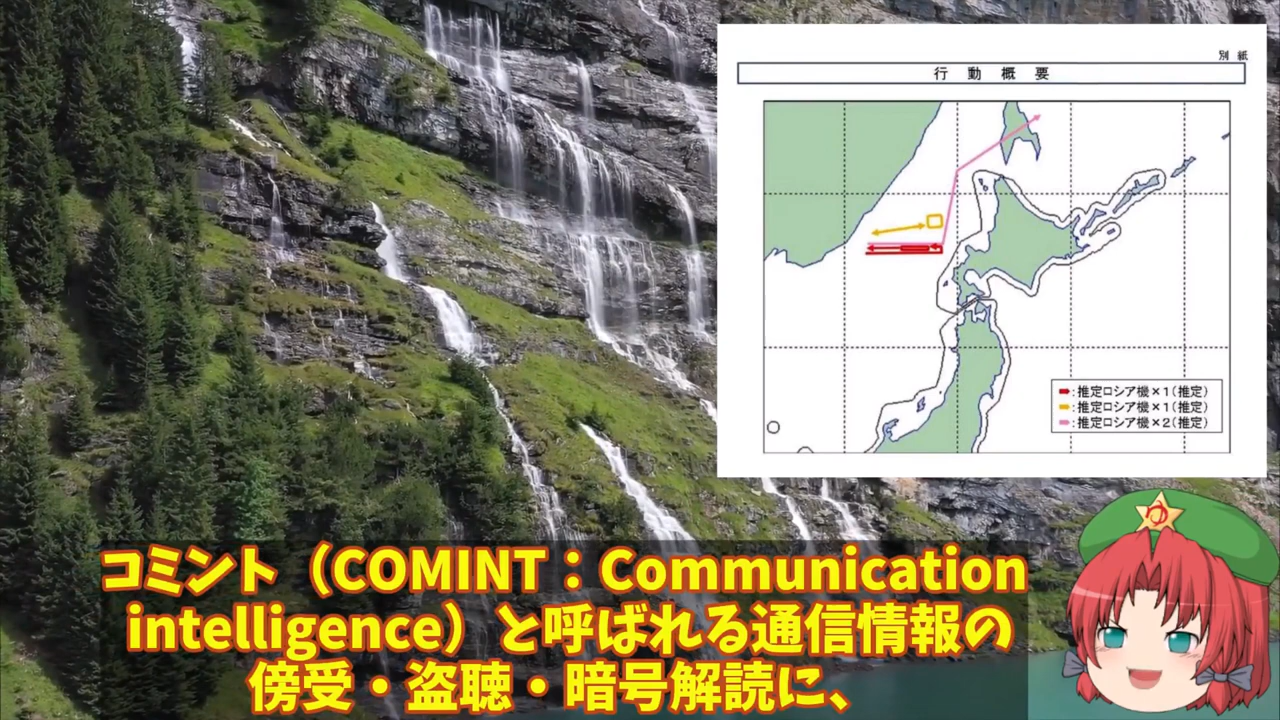 別紙
行動概要
:推定ロシア機×1(推定)
:推定ロシア機×1(推定)
:推定ロシア機×2(推定)
コミント（COMINT：Communication
intelligence）と呼ばれる通信情報の
傍受・盗聴・暗号解読に、